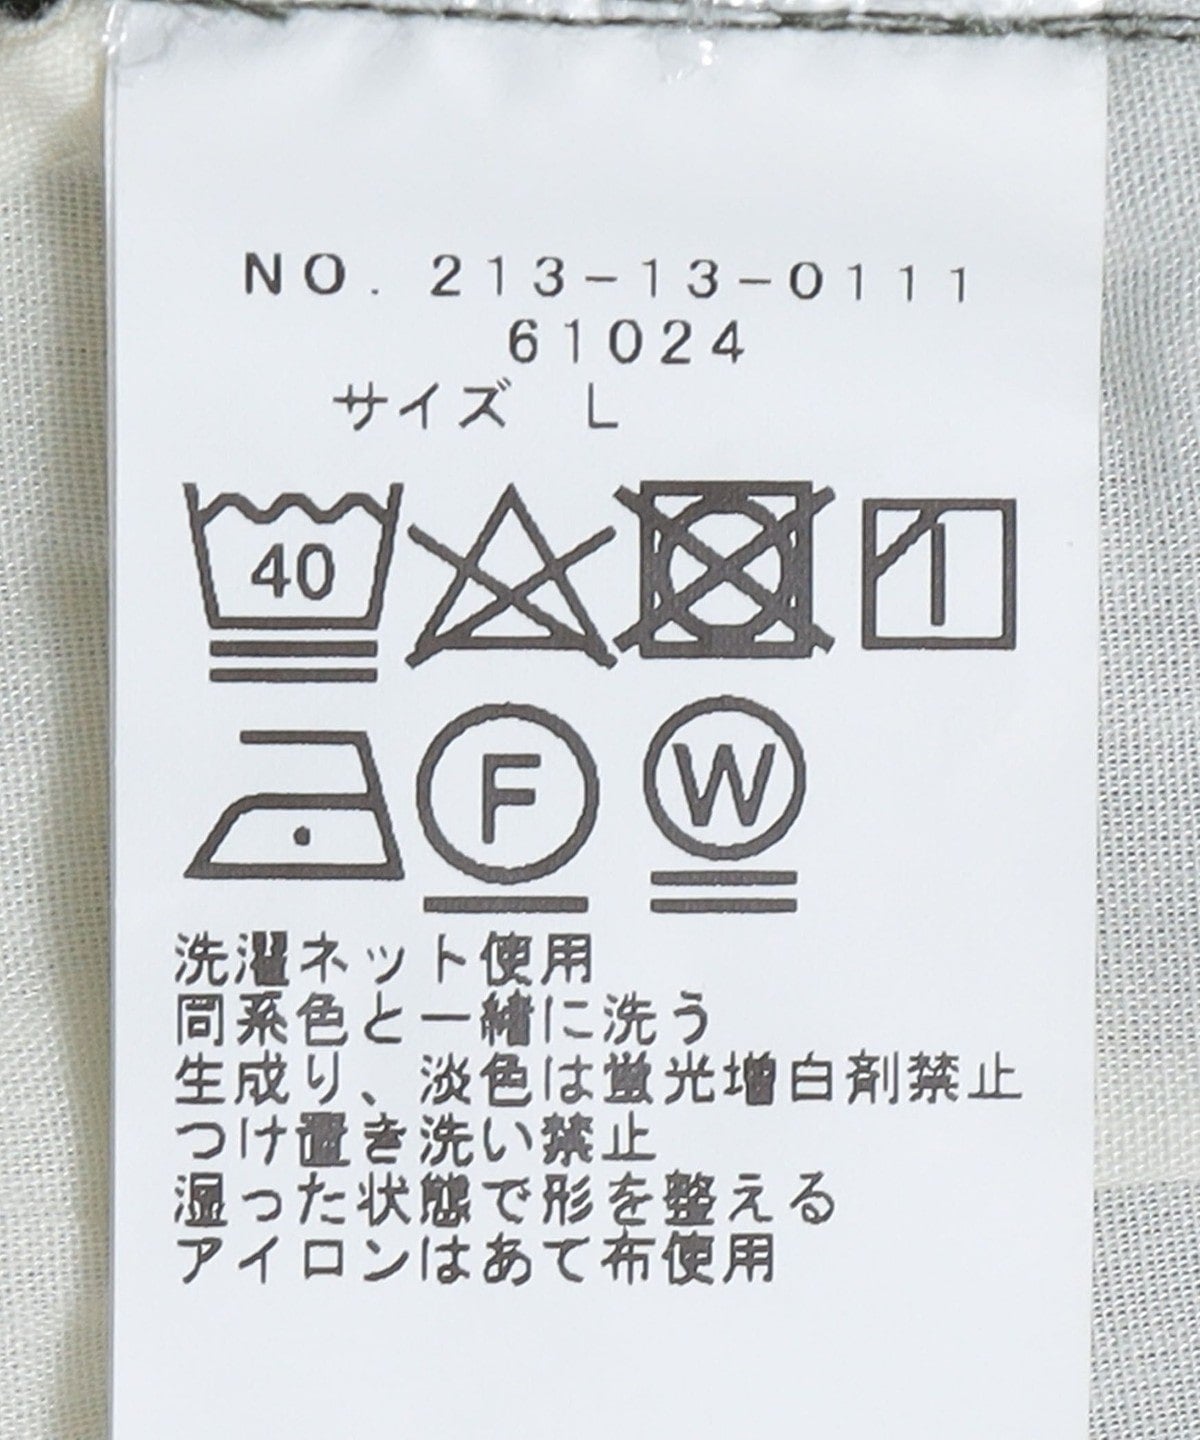 NO. 213-13-0111
61024
サイズ L
40
F W
洗濯ネット使用
同系色と一緒に洗う
生成り、淡色は蛍光増白剤禁止
つけ置き洗い禁止
湿った状態で形を整える
アイロンはあて布使用